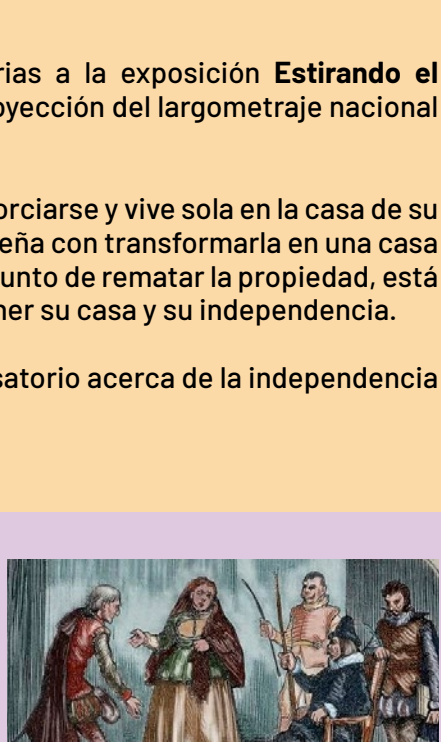 rias a la exposición Estirando el
oyección del largometraje nacional
orciarse y vive sola en la casa de su
eña con transformarla en una casa
unto de rematar la propiedad, está
ner su casa y su independencia.
satorio acerca de la independencia